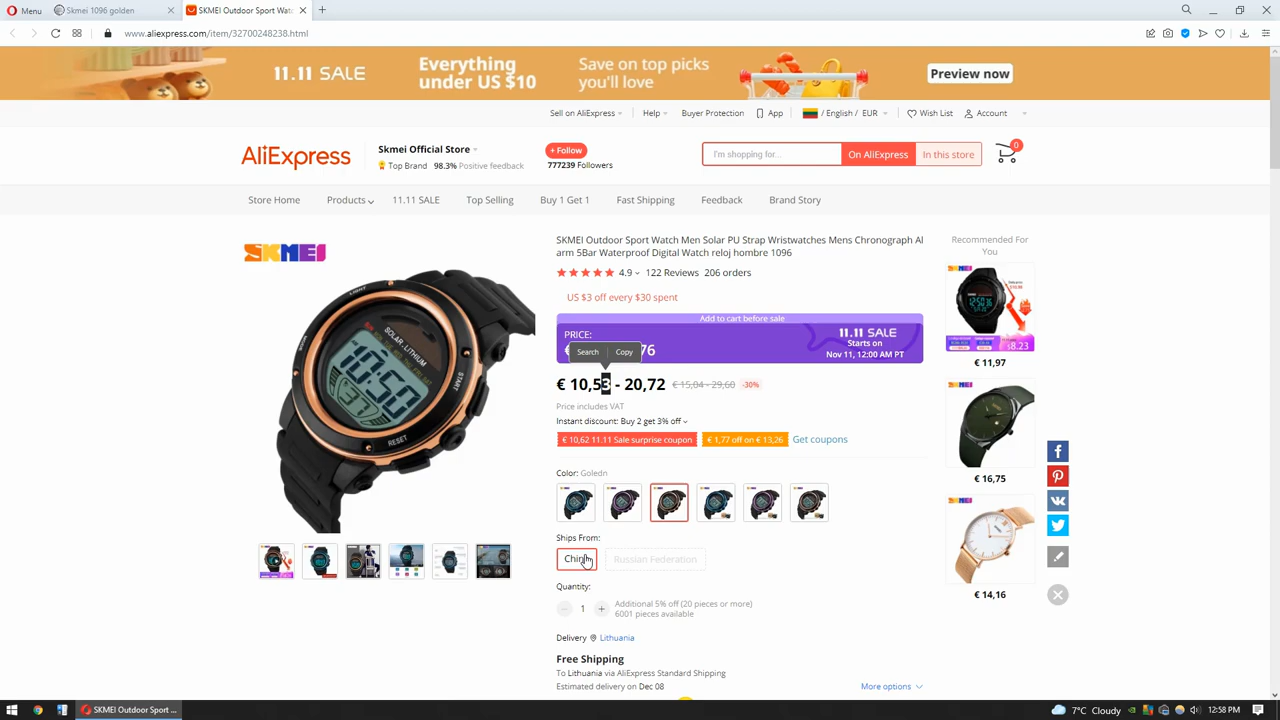 Menu
Skmei 1096 golden
SKMEI Outdoor Sport Wat
www.aliexpress.com/item/32700248238.html
11.11 SALE
Everything
under US $10
Save on top picks
you'll love
Preview now
Sell on AliExpress
Help
Buyer Protection
App
/ English / EUR
Wish List
Account
AliExpress
Skmei Official Store
Top Brand 98.3% Positive feedback
+ Follow
777239 Followers
I'm shopping for...
On AliExpress
In this store
0
Store Home
Products
11.11 SALE
Top Selling
Buy 1 Get 1
Fast Shipping
Feedback
Brand Story
SKMEI
LIGHT
SOLAR-LITHIUM
START
RESET
SKMEI Outdoor Sport Watch Men Solar PU Strap Wristwatches Mens Chronograph Al
arm 5Bar Waterproof Digital Watch reloj hombre 1096
4.9 122 Reviews 206 orders
US $3 off every $30 spent
Add to cart before sale
PRICE:
€ 76
11.11 SALE
Starts on
Nov 11, 12:00 AM PT
Search Copy
€ 10,53 - 20,72 € 15,04 - 29,60 -30%
Price includes VAT
Instant discount: Buy 2 get 3% off
€ 10,62 11.11 Sale surprise coupon
€ 1,77 off on € 13,26
Get coupons
Color: Goledn
Ships From:
China
Russian Federation
Quantity:
1
Additional 5% off (20 pieces or more)
6001 pieces available
Delivery Lithuania
Free Shipping
To Lithuania via AliExpress Standard Shipping
Estimated delivery on Dec 08
More options
Recommended For
You
8.23
€ 11,97
€ 16,75
€ 14,16
SKMEI Outdoor Sport ...
7°C Cloudy
12:58 PM